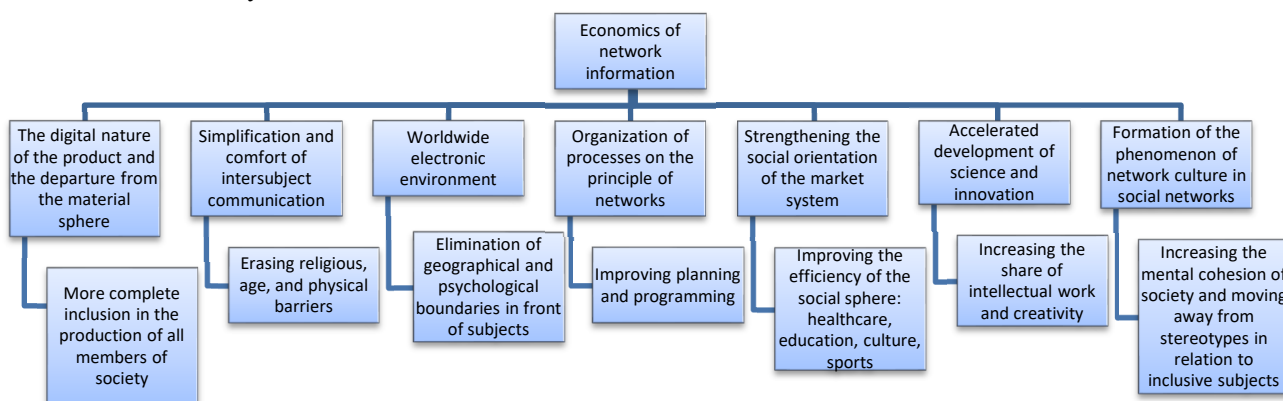 Economics of
network
information
The digital nature
of the product and
the departure from
the material
sphere
More complete
inclusion in the
production of all
members of
society
Simplification and
comfort of
intersubject
communication
Erasing religious,
age, and physical
barriers
Worldwide
electronic
environment
Elimination of
geographical and
psychological
boundaries in front
of subjects
Organization of
processes on the
principle of
networks
Improving planning
and programming
Strengthening the
social orientation
of the market
system
Improving the
efficiency of the
social sphere:
healthcare,
education, culture,
sports
Accelerated
development of
science and
innovation
Increasing the
share of
intellectual work
and creativity
Formation of the
phenomenon of
network culture in
social networks
Increasing the
mental cohesion of
society and moving
away from
stereotypes in
relation to
inclusive subjects